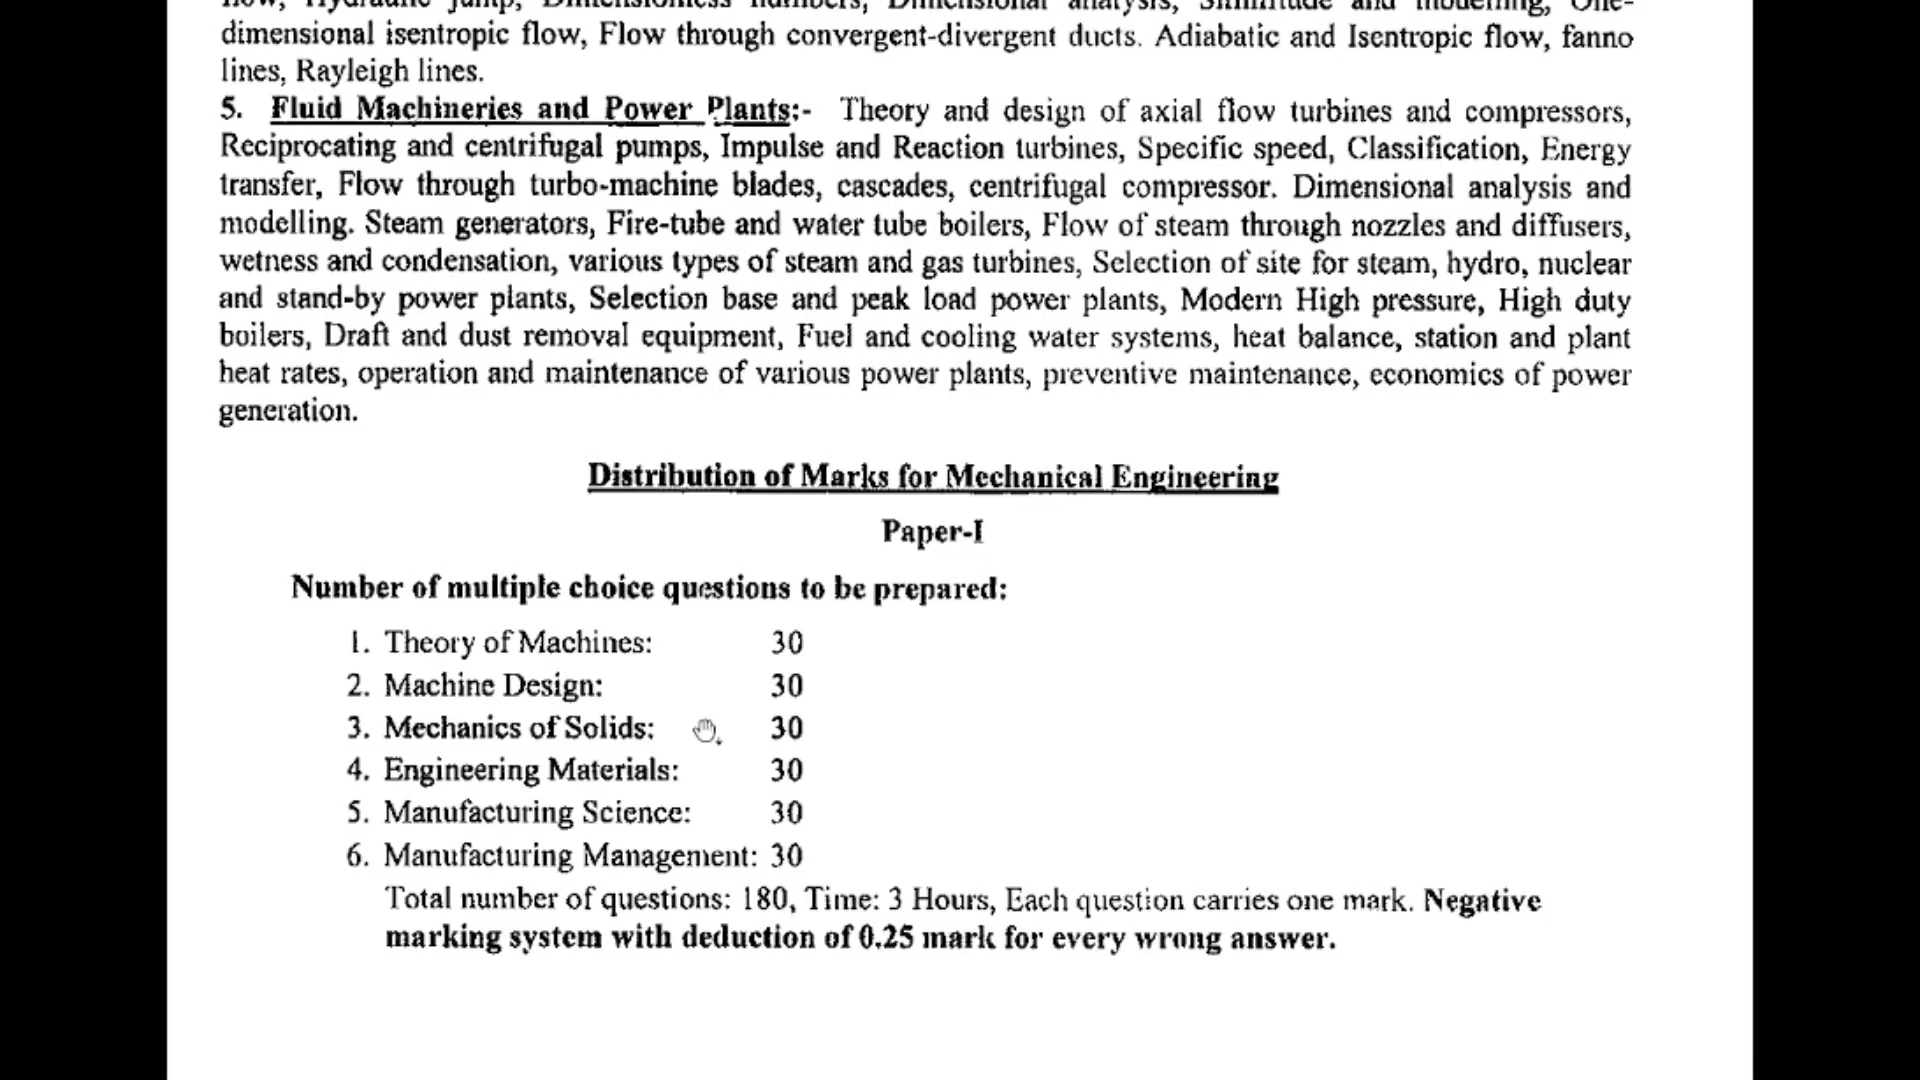 flow, Hydraulic jump, Dimensionless numbers, Dimensional analysis, Similitude and modelling, One-
dimensional isentropic flow, Flow through convergent-divergent ducts. Adiabatic and Isentropic flow, fanno
lines, Rayleigh lines.
5. Fluid Machineries and Power Plants:- Theory and design of axial flow turbines and compressors,
Reciprocating and centrifugal pumps, Impulse and Reaction turbines, Specific speed, Classification, Energy
transfer, Flow through turbo-machine blades, cascades, centrifugal compressor. Dimensional analysis and
modelling. Steam generators, Fire-tube and water tube boilers, Flow of steam through nozzles and diffusers,
wetness and condensation, various types of steam and gas turbines, Selection of site for steam, hydro, nuclear
and stand-by power plants, Selection base and peak load power plants, Modern High pressure, High duty
boilers, Draft and dust removal equipment, Fuel and cooling water systems, heat balance, station and plant
heat rates, operation and maintenance of various power plants, preventive maintenance, economics of power
generation.
Distribution of Marks for Mechanical Engineering
Paper-I
Number of multiple choice questions to be prepared:
1. Theory of Machines: 30
2. Machine Design: 30
3. Mechanics of Solids: 30
4. Engineering Materials: 30
5. Manufacturing Science: 30
6. Manufacturing Management: 30
Total number of questions: 180, Time: 3 Hours, Each question carries one mark. Negative
marking system with deduction of 0.25 mark for every wrong answer.